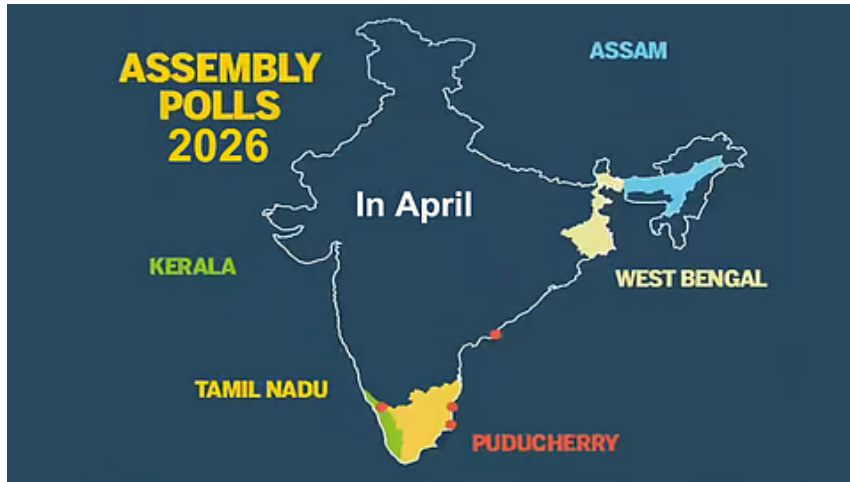 ASSEMBLY
POLLS
2026
ASSAM
In April
KERALA
WEST BENGAL
TAMIL NADU
PUDUCHERRY